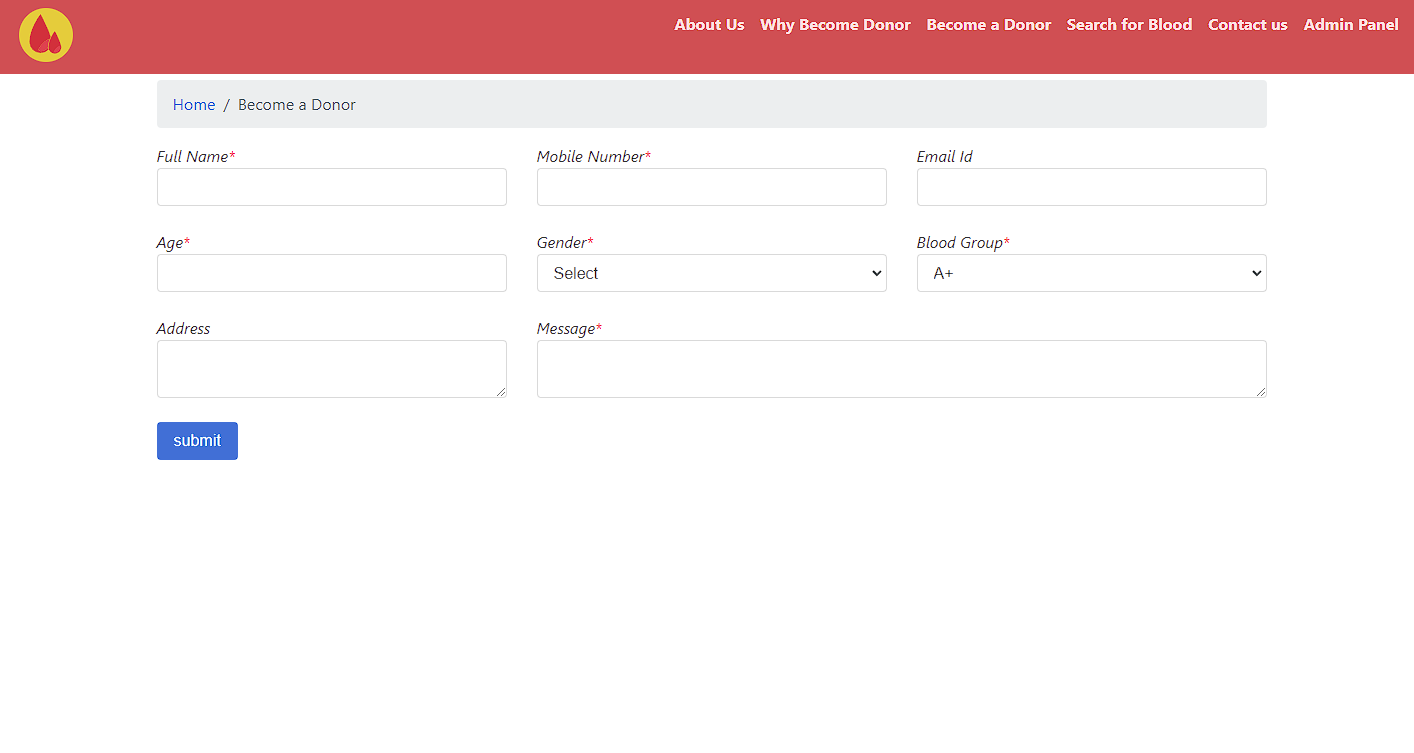 About Us Why Become Donor Become a Donor Search for Blood Contact us Admin Panel
Home / Become a Donor
Full Name* Mobile Number* Email Id
Age* Gender* Blood Group*
Select A+
Address Message*
submit